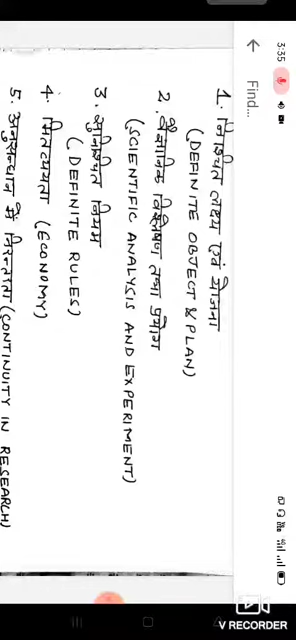 3:35
Find...
1. निश्चित लक्ष्य एवं योजना
(DEFINITE OBJECT & PLAN)
2. वैज्ञानिक विश्लेषण तथा प्रयोग
(SCIENTIFIC ANALYSIS AND EXPERIMENT)
3. सुनिश्चित नियम
(DEFINITE RULES)
4. मितव्ययता (ECONOMY)
5. अनुसन्धान में निरन्तरता (CONTINUITY IN RESEARCH)
V RECORDER